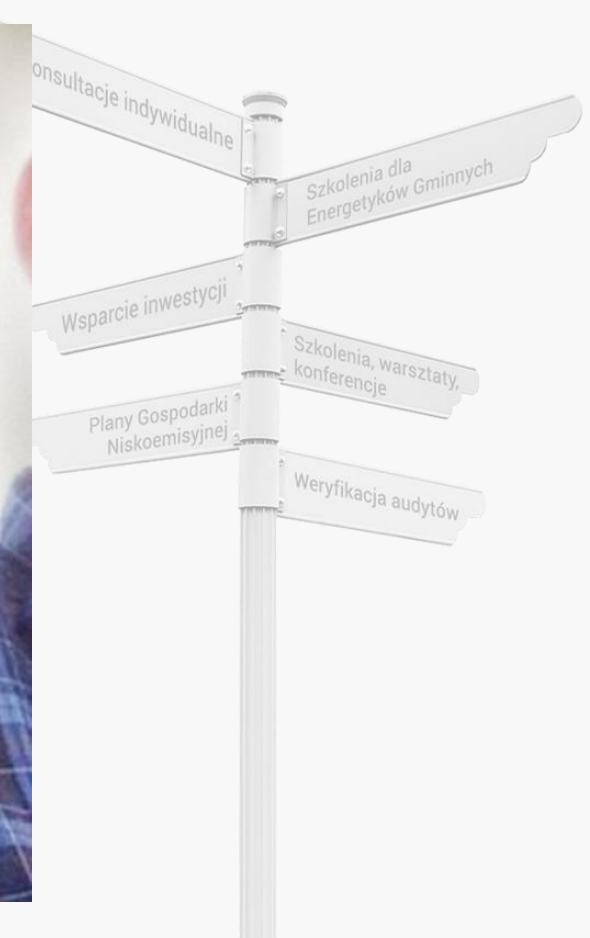 onsultacje indywidualne
Szkolenia dla
Energetyków Gminnych
Wsparcie inwestycji
Szkolenia, warsztaty,
konferencje
Plany Gospodarki
Niskoemisyjnej
Weryfikacja audytów